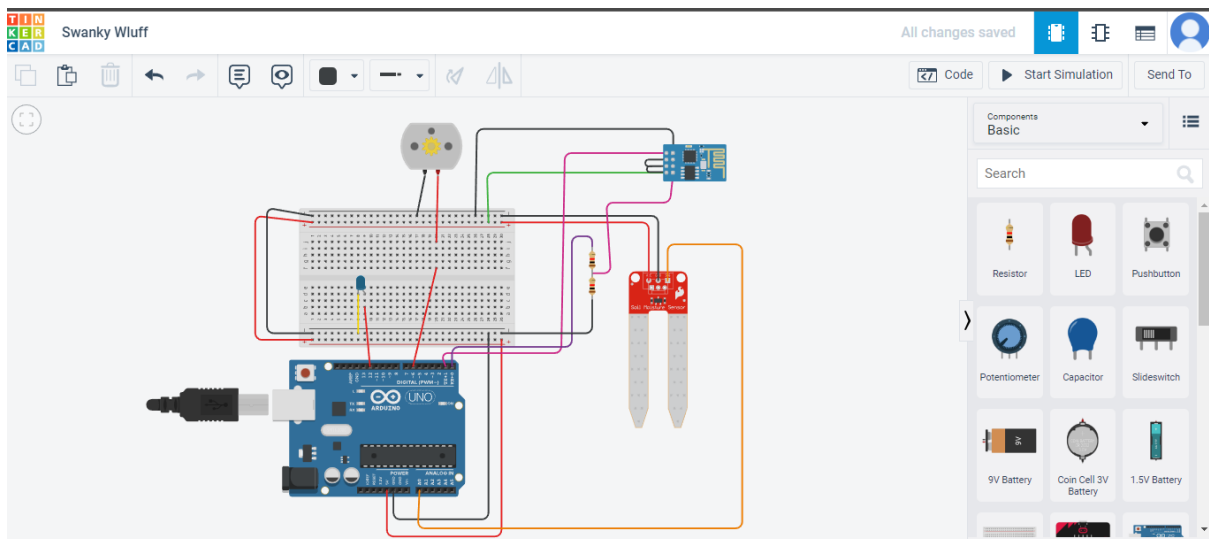 TIN
KER
CAD
Swanky Wluff
All changes saved
Code
Start Simulation
Send To
Components
Basic
Search
Resistor
LED
Pushbutton
Potentiometer
Capacitor
Slideswitch
9V
9V Battery
Coin Cell 3V
Battery
1.5V Battery
Soil Moisture Sensor
DIGITAL (PWM ~)
UNO
ARDUINO
POWER
ANALOG IN